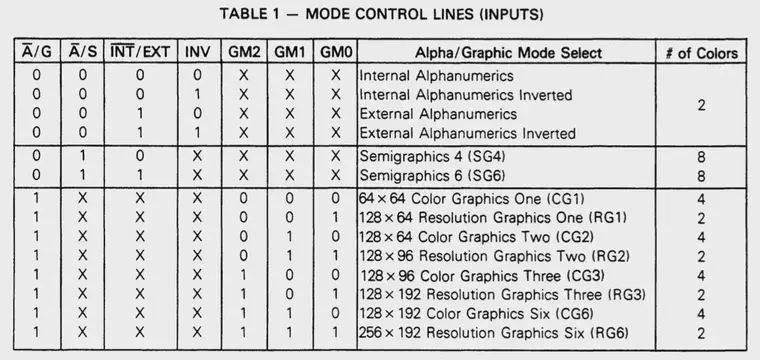 TABLE 1 — MODE CONTROL LINES (INPUTS)
A̅/G A̅/S I̅N̅T̅/EXT INV GM2 GM1 GM0 Alpha/Graphic Mode Select # of Colors
0 0 0 0 X X X Internal Alphanumerics
0 0 0 1 X X X Internal Alphanumerics Inverted
2
0 0 1 0 X X X External Alphanumerics
0 0 1 1 X X X External Alphanumerics Inverted
0 1 0 X X X X Semigraphics 4 (SG4) 8
0 1 1 X X X X Semigraphics 6 (SG6) 8
1 X X X 0 0 0 64 × 64 Color Graphics One (CG1) 4
1 X X X 0 0 1 128 × 64 Resolution Graphics One (RG1) 2
1 X X X 0 1 0 128 × 64 Color Graphics Two (CG2) 4
1 X X X 0 1 1 128 × 96 Resolution Graphics Two (RG2) 2
1 X X X 1 0 0 128 × 96 Color Graphics Three (CG3) 4
1 X X X 1 0 1 128 × 192 Resolution Graphics Three (RG3) 2
1 X X X 1 1 0 128 × 192 Color Graphics Six (CG6) 4
1 X X X 1 1 1 256 × 192 Resolution Graphics Six (RG6) 2